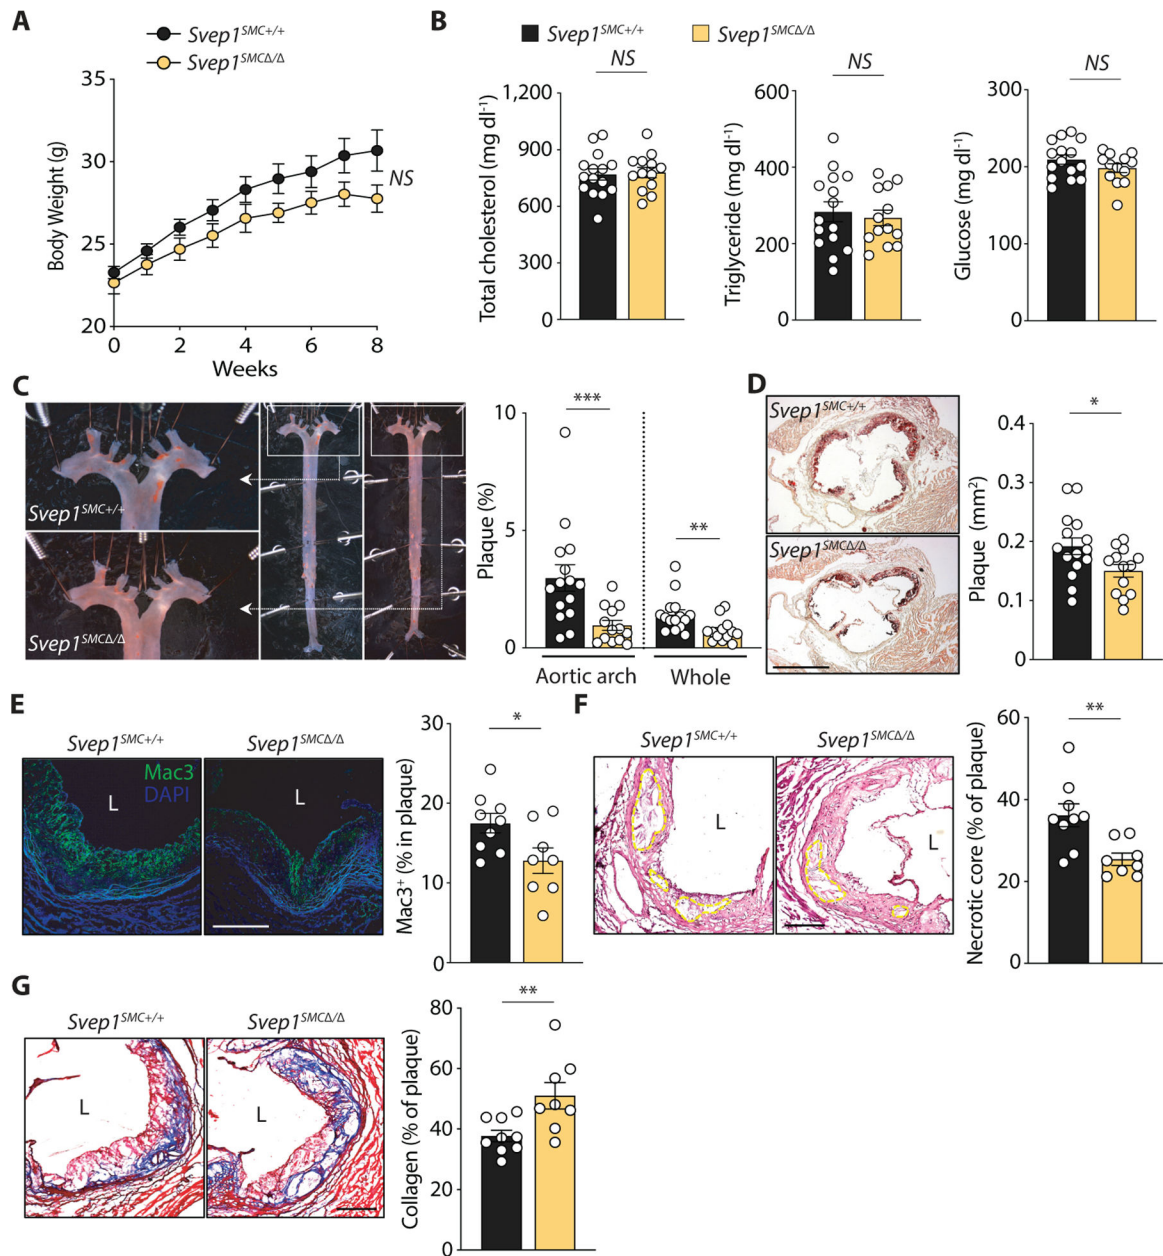 A
Svep1SMC+/+
Svep1SMCΔ/Δ
35
30
25
20
Body Weight (g)
NS
0 2 4 6 8
Weeks
B
Svep1SMC+/+ Svep1SMCΔ/Δ
NS
1,200
900
600
300
0
Total cholesterol (mg dl-1)
NS
600
400
200
0
Triglyceride (mg dl-1)
NS
300
200
100
0
Glucose (mg dl-1)
C
Svep1SMC+/+
Svep1SMCΔ/Δ
10
5
0
Plaque (%)
***
**
Aortic arch Whole
D
Svep1SMC+/+
Svep1SMCΔ/Δ
0.4
0.3
0.2
0.1
0
Plaque (mm2)
*
E
Svep1SMC+/+ Svep1SMCΔ/Δ
Mac3
DAPI
L L
30
20
10
0
Mac3+ (% in plaque)
*
F
Svep1SMC+/+ Svep1SMCΔ/Δ
L L
60
40
20
0
Necrotic core (% of plaque)
**
G
Svep1SMC+/+ Svep1SMCΔ/Δ
L L
80
60
40
20
0
Collagen (% of plaque)
**